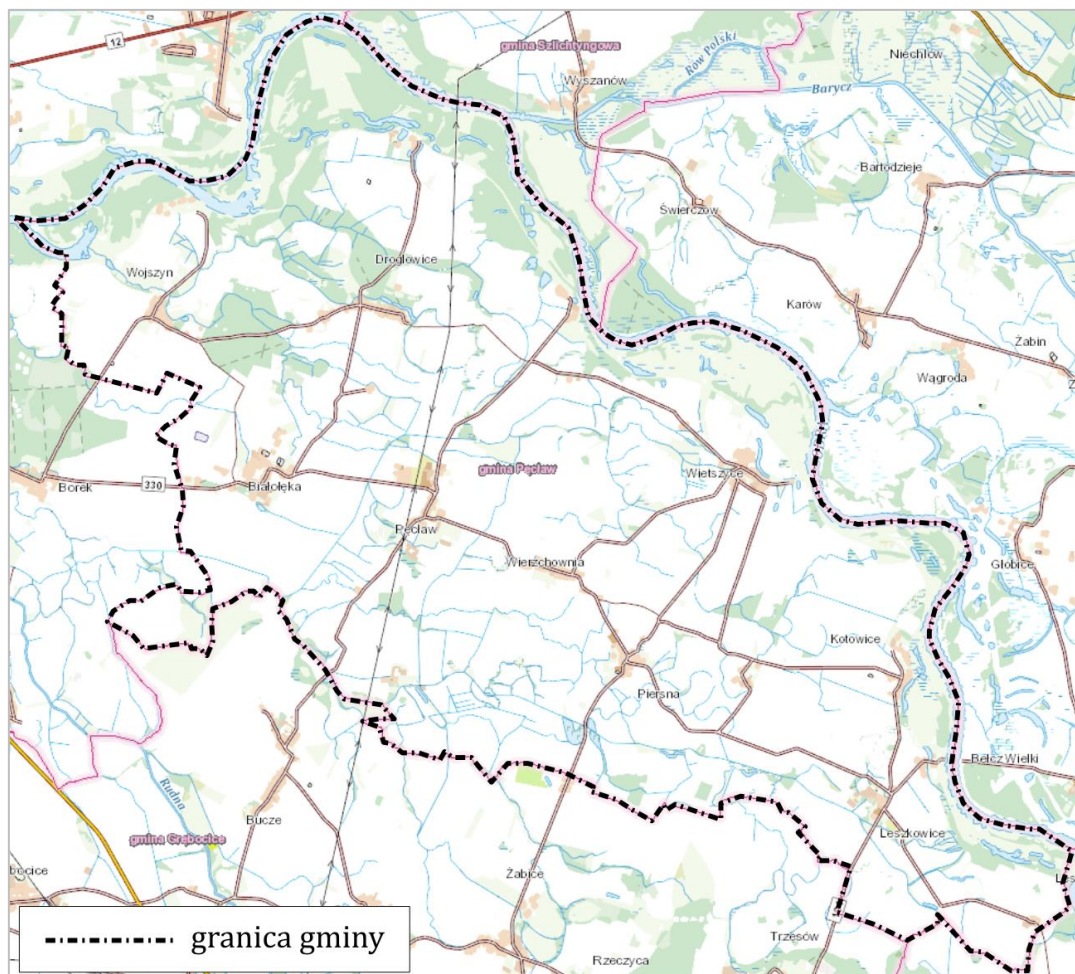 12
gmina Szlichtyngowa
Rów Polski
Niechlów
Wyszanów
Barycz
Bartodzieje
Świerczów
Wojszyn
Droglowice
Karów
Żabin
Wągroda
gmina Pęcław
Wietszyce
Borek
330
Białołęka
Pęcław
Wierzchownia
Głobice
Kotowice
Piersna
Bełcz Wielki
Rudna
Bucze
gmina Grębocice
Leszkowice
bocice
Żabice
Les
granica gminy
Trzęsów
Rzeczyca